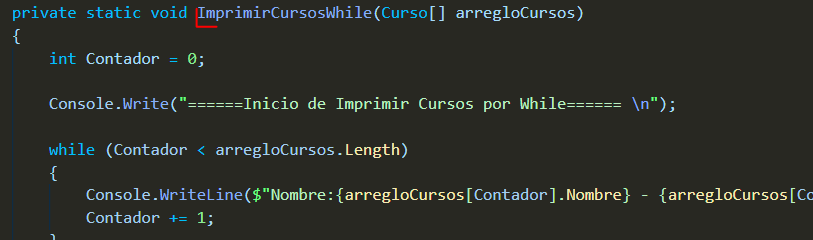 private static void ImprimirCursosWhile(Curso[] arregloCursos)
{
int Contador = 0;
Console.Write("======Inicio de Imprimir Cursos por While====== \n");
while (Contador < arregloCursos.Length)
{
Console.WriteLine($"Nombre:{arregloCursos[Contador].Nombre} - {arregloCursos[Co
Contador += 1;
}